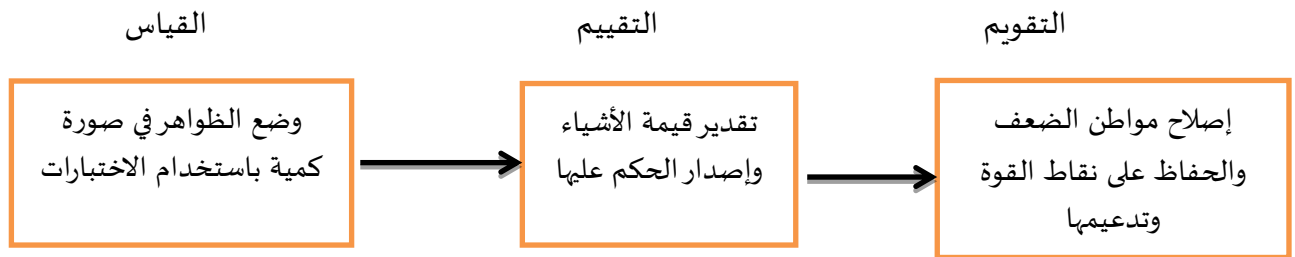 التقويم
التقييم
القياس
إصلاح مواطن الضعف
والحفاظ على نقاط القوة
وتدعيمها
تقدير قيمة الأشياء
وإصدار الحكم عليها
وضع الظواهر في صورة
كمية باستخدام الاختبارات